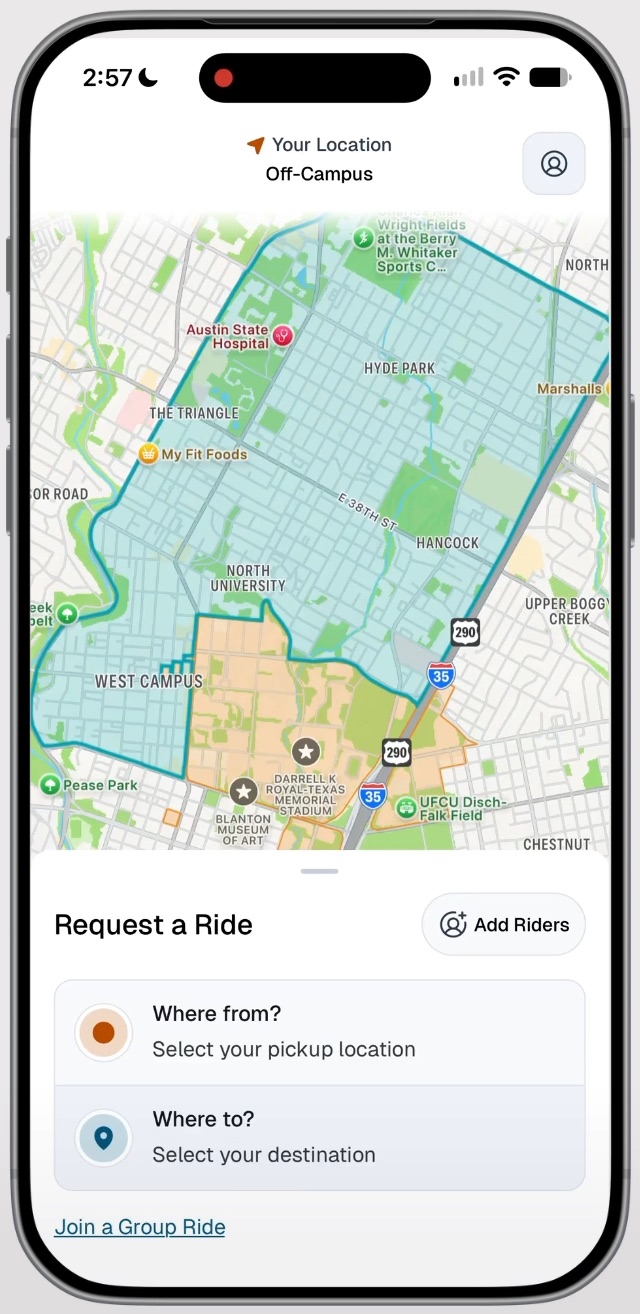 2:57
Your Location
Off-Campus
Wright Fields
at the Berry
M. Whitaker
Sports C...
NORTH
Austin State
Hospital
HYDE PARK
Marshalls
THE TRIANGLE
My Fit Foods
OR ROAD
E 38TH ST
HANCOCK
NORTH
UNIVERSITY
UPPER BOGGY
CREEK
eek
belt
290
35
WEST CAMPUS
290
35
Pease Park
DARRELL K
ROYAL-TEXAS
MEMORIAL
STADIUM
BLANTON
MUSEUM
OF ART
UFCU Disch-
Falk Field
CHESTNUT
Request a Ride
Add Riders
Where from?
Select your pickup location
Where to?
Select your destination
Join a Group Ride